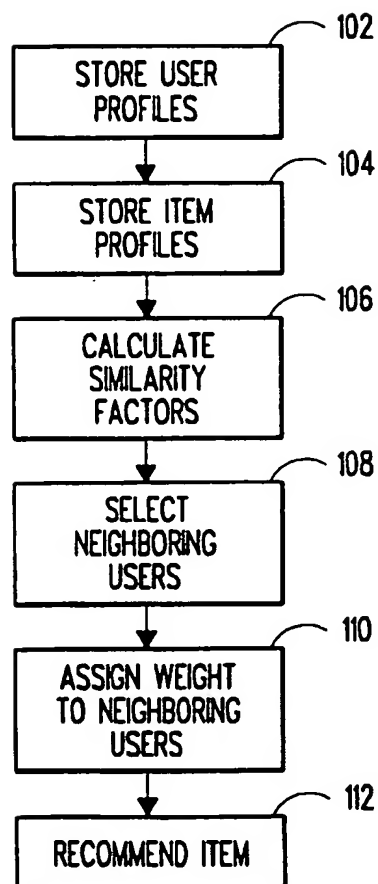 102
STORE USER
PROFILES
104
STORE ITEM
PROFILES
106
CALCULATE
SIMILARITY
FACTORS
108
SELECT
NEIGHBORING
USERS
110
ASSIGN WEIGHT
TO NEIGHBORING
USERS
112
RECOMMEND ITEM